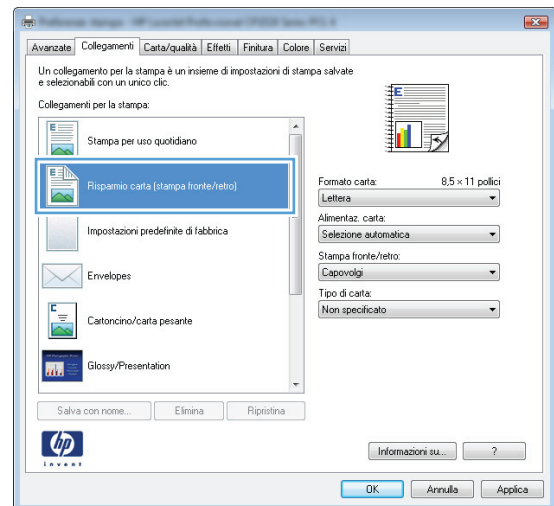 Avanzate Collegamenti Carta/qualità Effetti Finitura Colore Servizi
Un collegamento per la stampa è un insieme di impostazioni di stampa salvate
e selezionabili con un unico clic.
Collegamenti per la stampa:
Stampa per uso quotidiano
Risparmio carta (stampa fronte/retro)
Impostazioni predefinite di fabbrica
Envelopes
Cartoncino/carta pesante
Glossy/Presentation
Salva con nome... Elimina Ripristina
Formato carta: 8,5 × 11 pollici
Lettera
Alimentaz. carta:
Selezione automatica
Stampa fronte/retro:
Capovolgi
Tipo di carta:
Non specificato
hp
invent
Informazioni su... ?
OK Annulla Applica